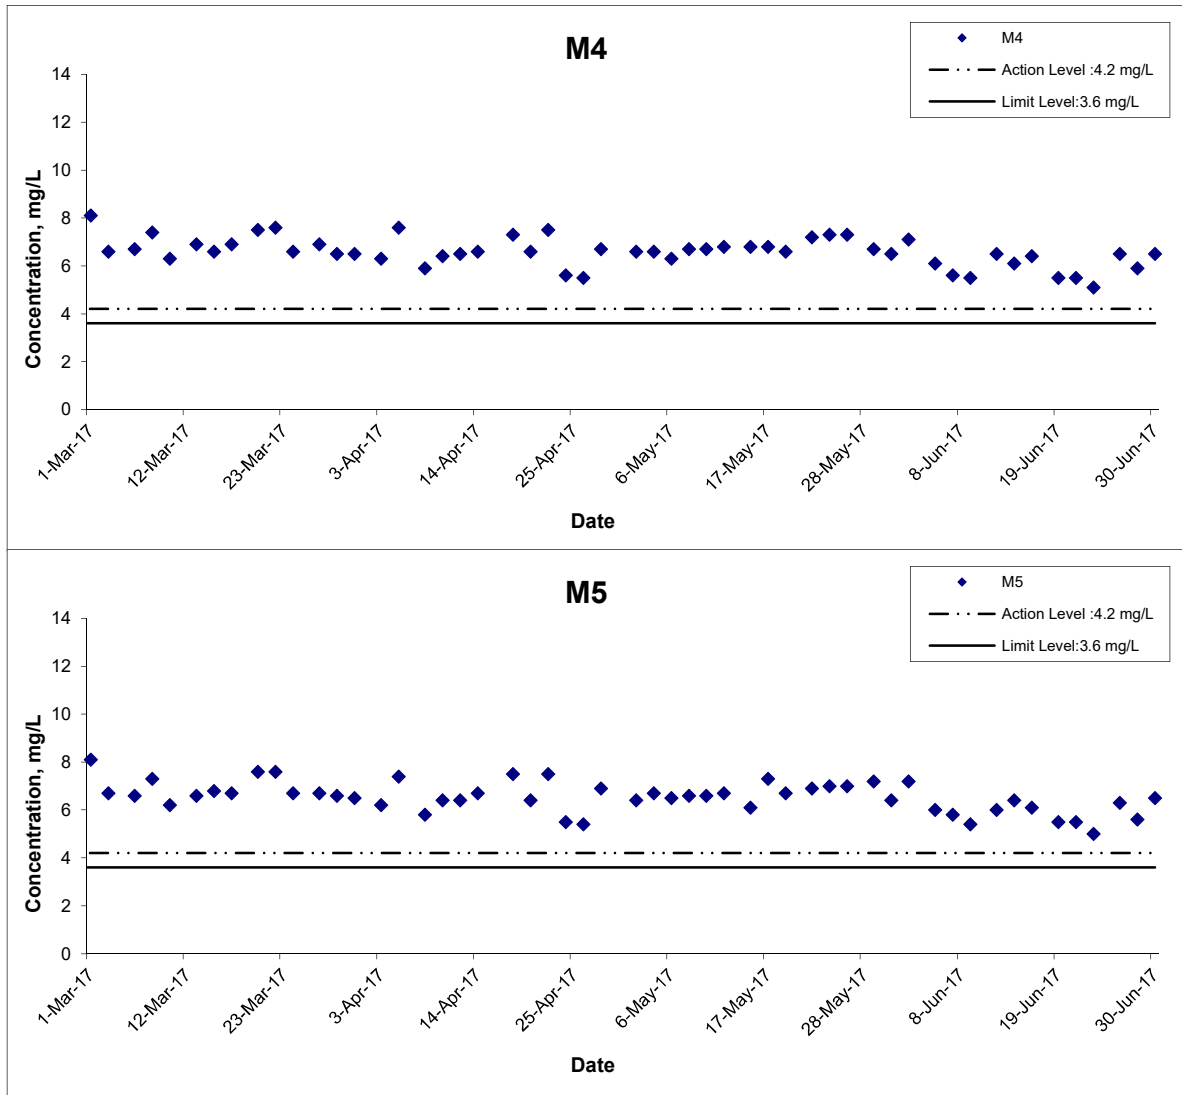 M4
M4
Action Level :4.2 mg/L
Limit Level:3.6 mg/L
Concentration, mg/L
14
12
10
8
6
4
2
0
1-Mar-17
12-Mar-17
23-Mar-17
3-Apr-17
14-Apr-17
25-Apr-17
6-May-17
17-May-17
28-May-17
8-Jun-17
19-Jun-17
30-Jun-17
Date
M5
M5
Action Level :4.2 mg/L
Limit Level:3.6 mg/L
Concentration, mg/L
14
12
10
8
6
4
2
0
1-Mar-17
12-Mar-17
23-Mar-17
3-Apr-17
14-Apr-17
25-Apr-17
6-May-17
17-May-17
28-May-17
8-Jun-17
19-Jun-17
30-Jun-17
Date